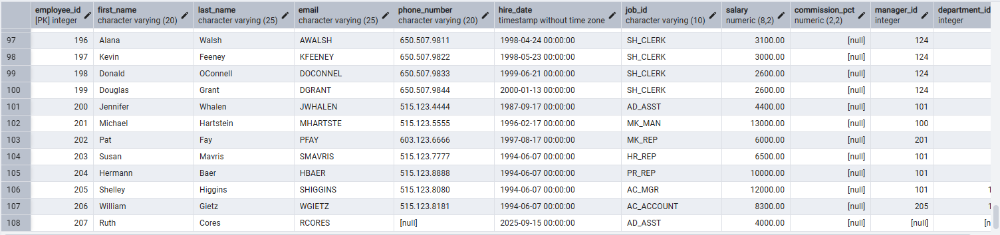 employee_id first_name last_name email phone_number hire_date job_id salary commission_pct manager_id department_id
[PK] integer character varying (20) character varying (25) character varying (25) character varying (20) timestamp without time zone character varying (10) numeric (8,2) numeric (2,2) integer integer
97 196 Alana Walsh AWALSH 650.507.9811 1998-04-24 00:00:00 SH_CLERK 3100.00 [null] 124
98 197 Kevin Feeney KFEENEY 650.507.9822 1998-05-23 00:00:00 SH_CLERK 3000.00 [null] 124
99 198 Donald OConnell DOCONNEL 650.507.9833 1999-06-21 00:00:00 SH_CLERK 2600.00 [null] 124
100 199 Douglas Grant DGRANT 650.507.9844 2000-01-13 00:00:00 SH_CLERK 2600.00 [null] 124
101 200 Jennifer Whalen JWHALEN 515.123.4444 1987-09-17 00:00:00 AD_ASST 4400.00 [null] 101
102 201 Michael Hartstein MHARTSTE 515.123.5555 1996-02-17 00:00:00 MK_MAN 13000.00 [null] 100
103 202 Pat Fay PFAY 603.123.6666 1997-08-17 00:00:00 MK_REP 6000.00 [null] 201
104 203 Susan Mavris SMAVRIS 515.123.7777 1994-06-07 00:00:00 HR_REP 6500.00 [null] 101
105 204 Hermann Baer HBAER 515.123.8888 1994-06-07 00:00:00 PR_REP 10000.00 [null] 101
106 205 Shelley Higgins SHIGGINS 515.123.8080 1994-06-07 00:00:00 AC_MGR 12000.00 [null] 101
107 206 William Gietz WGIETZ 515.123.8181 1994-06-07 00:00:00 AC_ACCOUNT 8300.00 [null] 205
108 207 Ruth Cores RCORES [null] 2025-09-15 00:00:00 AD_ASST 4000.00 [null] [null]